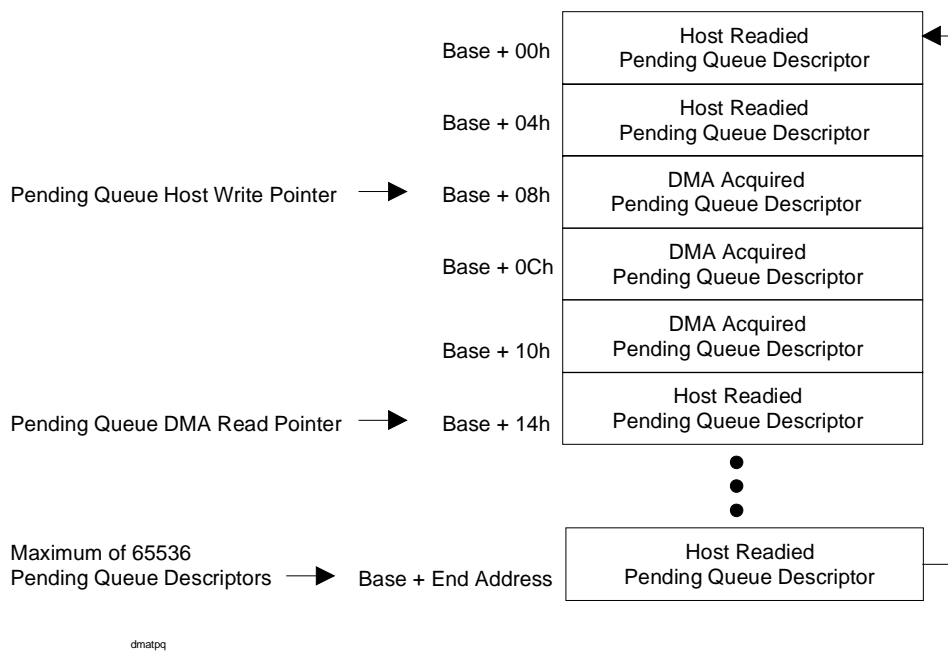 Base + 00h
Host Readied
Pending Queue Descriptor
Base + 04h
Host Readied
Pending Queue Descriptor
Pending Queue Host Write Pointer
Base + 08h
DMA Acquired
Pending Queue Descriptor
Base + 0Ch
DMA Acquired
Pending Queue Descriptor
Base + 10h
DMA Acquired
Pending Queue Descriptor
Pending Queue DMA Read Pointer
Base + 14h
Host Readied
Pending Queue Descriptor
Maximum of 65536
Pending Queue Descriptors
Base + End Address
Host Readied
Pending Queue Descriptor
dmatpq